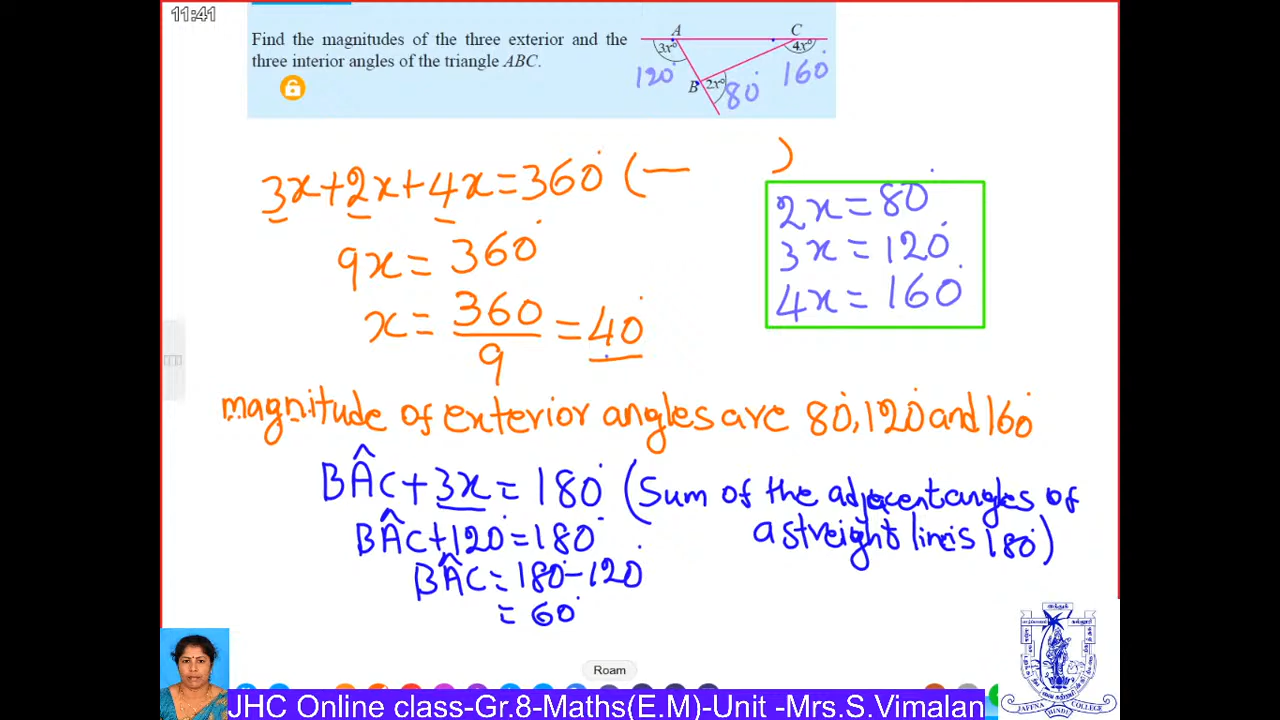 11:41
Find the magnitudes of the three exterior and the
three interior angles of the triangle ABC.
A
C
3x°
4x°
120°
160°
B
2x°
80°
3x+2x+4x=360° (— )
9x = 360°
x = 360/9 = 40°
2x = 80°
3x = 120°
4x = 160°
magnitude of exterior angles are 80°, 120° and 160°
BÂC + 3x = 180° (Sum of the adjacent angles of
a streight line is 180°)
BÂC + 120° = 180°
BÂC = 180° - 120°
= 60°
Roam
JAFFNA HINDU COLLEGE
JHC Online class-Gr.8-Maths(E.M)-Unit -Mrs.S.Vimalan